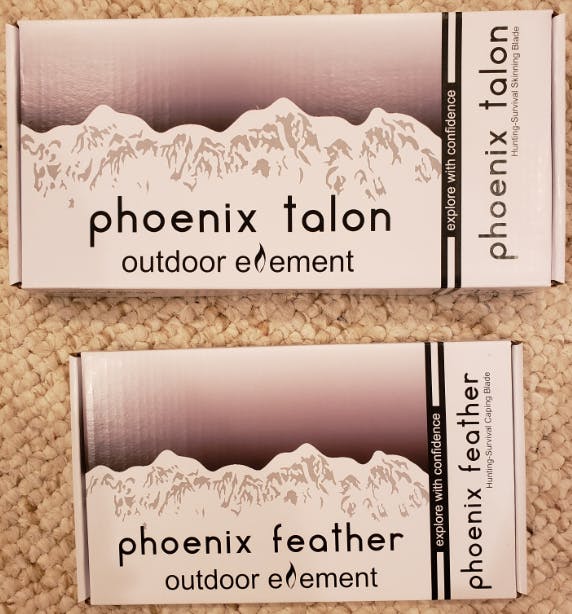 phoenix talon
outdoor element
explore with confidence
phoenix talon
Hunting-Survival Skinning Blade
phoenix feather
outdoor element
explore with confidence
phoenix feather
Hunting-Survival Caping Blade